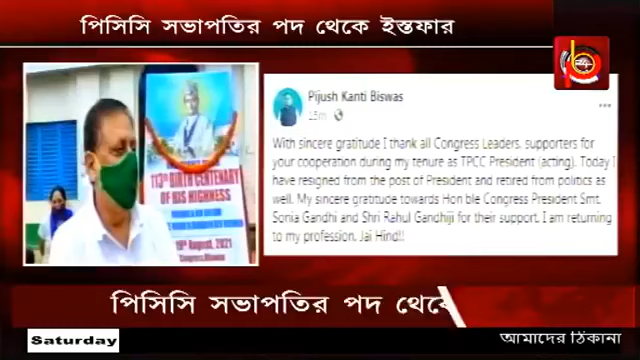 পিসিসি সভাপতির পদ থেকে ইস্তফার
Pijush Kanti Biswas
15m
With sincere gratitude I thank all Congress Leaders, supporters for
your cooperation during my tenure as TPCC President (acting). Today I
have resigned from the post of President and retired from politics as
well. My sincere gratitude towards Hon ble Congress President Smt.
Sonia Gandhi and Shri Rahul Gandhiji for their support. I am returning
to my profession. Jai Hind!!
113th BIRTH CENTENARY
OF HIS HIGHNESS
19th August, 2021
Congress Bhawan
পিসিসি সভাপতির পদ থেকে
Saturday
আমাদের ঠিকানা